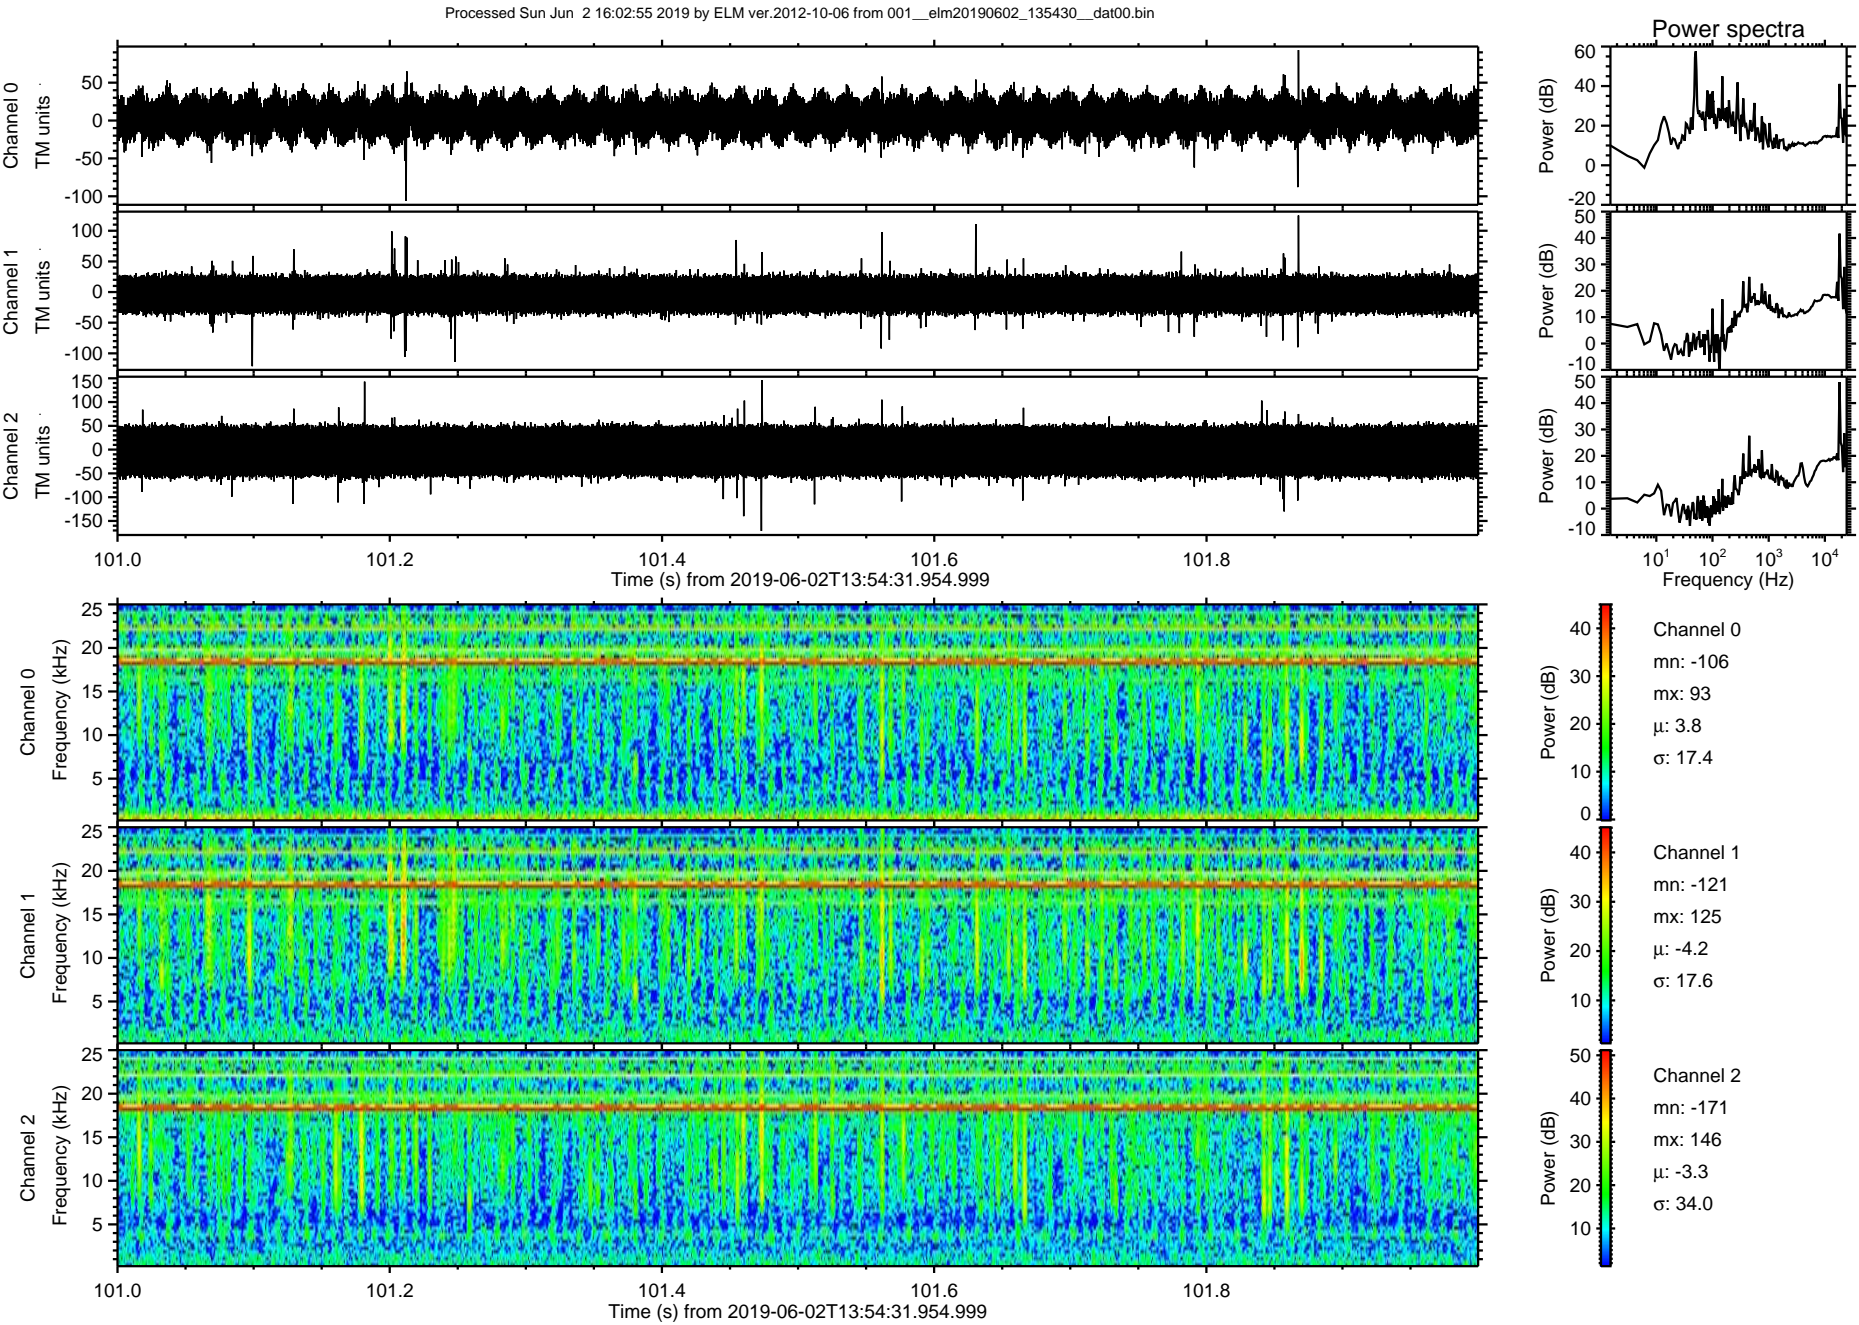 Processed Sun Jun  2 16:02:55 2019 by ELM ver.2012-10-06 from 001__elm20190602_135430__dat00.bin
Power spectra
Channel 0
TM units
50
0
-50
-100
Power (dB)
60
40
20
0
-20
Channel 1
TM units
100
50
0
-50
-100
Power (dB)
50
40
30
20
10
0
-10
Channel 2
TM units
150
100
50
0
-50
-100
-150
Power (dB)
50
40
30
20
10
0
-10
101.0 101.2 101.4 101.6 101.8
Time (s) from 2019-06-02T13:54:31.954.999
10¹ 10² 10³ 10⁴
Frequency (Hz)
Channel 0
Frequency (kHz)
25
20
15
10
5
Power (dB)
40
30
20
10
0
Channel 0
mn: -106
mx: 93
μ: 3.8
σ: 17.4
Channel 1
Frequency (kHz)
25
20
15
10
5
Power (dB)
40
30
20
10
Channel 1
mn: -121
mx: 125
μ: -4.2
σ: 17.6
Channel 2
Frequency (kHz)
25
20
15
10
5
Power (dB)
50
40
30
20
10
Channel 2
mn: -171
mx: 146
μ: -3.3
σ: 34.0
101.0 101.2 101.4 101.6 101.8
Time (s) from 2019-06-02T13:54:31.954.999